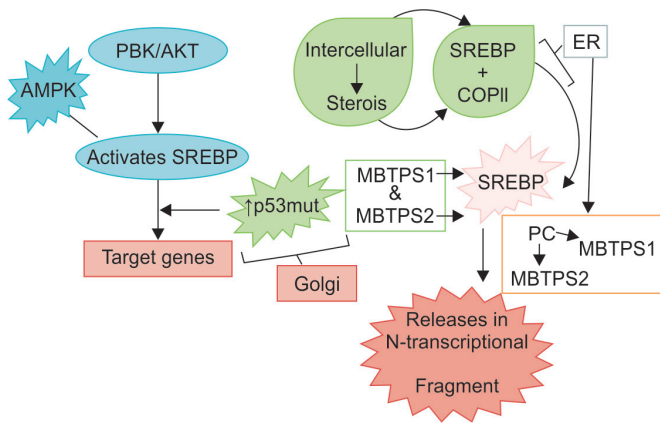 PBK/AKT
AMPK
Activates SREBP
Target genes
↑p53mut
Golgi
Intercellular
Sterois
SREBP
+
COPII
ER
MBTPS1
&
MBTPS2
SREBP
PC
MBTPS1
MBTPS2
Releases in
N-transcriptional
Fragment